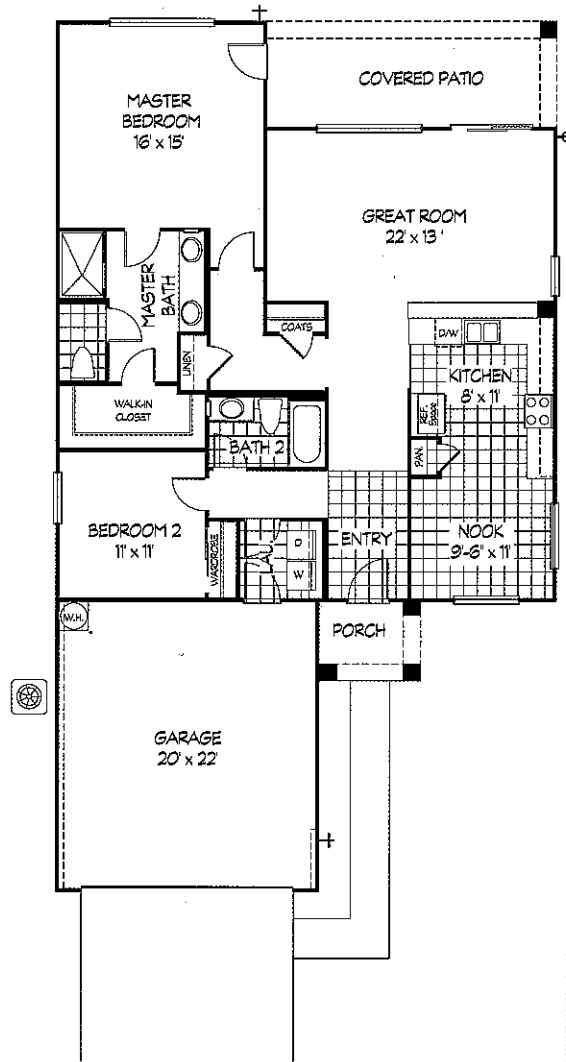 COVERED PATIO
MASTER
BEDROOM
16' x 15'
GREAT ROOM
22' x 13'
MASTER
BATH
COATS
D/W
LINEN
KITCHEN
8' x 11'
WALK-IN
CLOSET
REF.
Space
BATH 2
PAN.
BEDROOM 2
11' x 11'
WARDROBE
LAU.
D
W
ENTRY
NOOK
9'-6" x 11'
W.H.
PORCH
GARAGE
20' x 22'